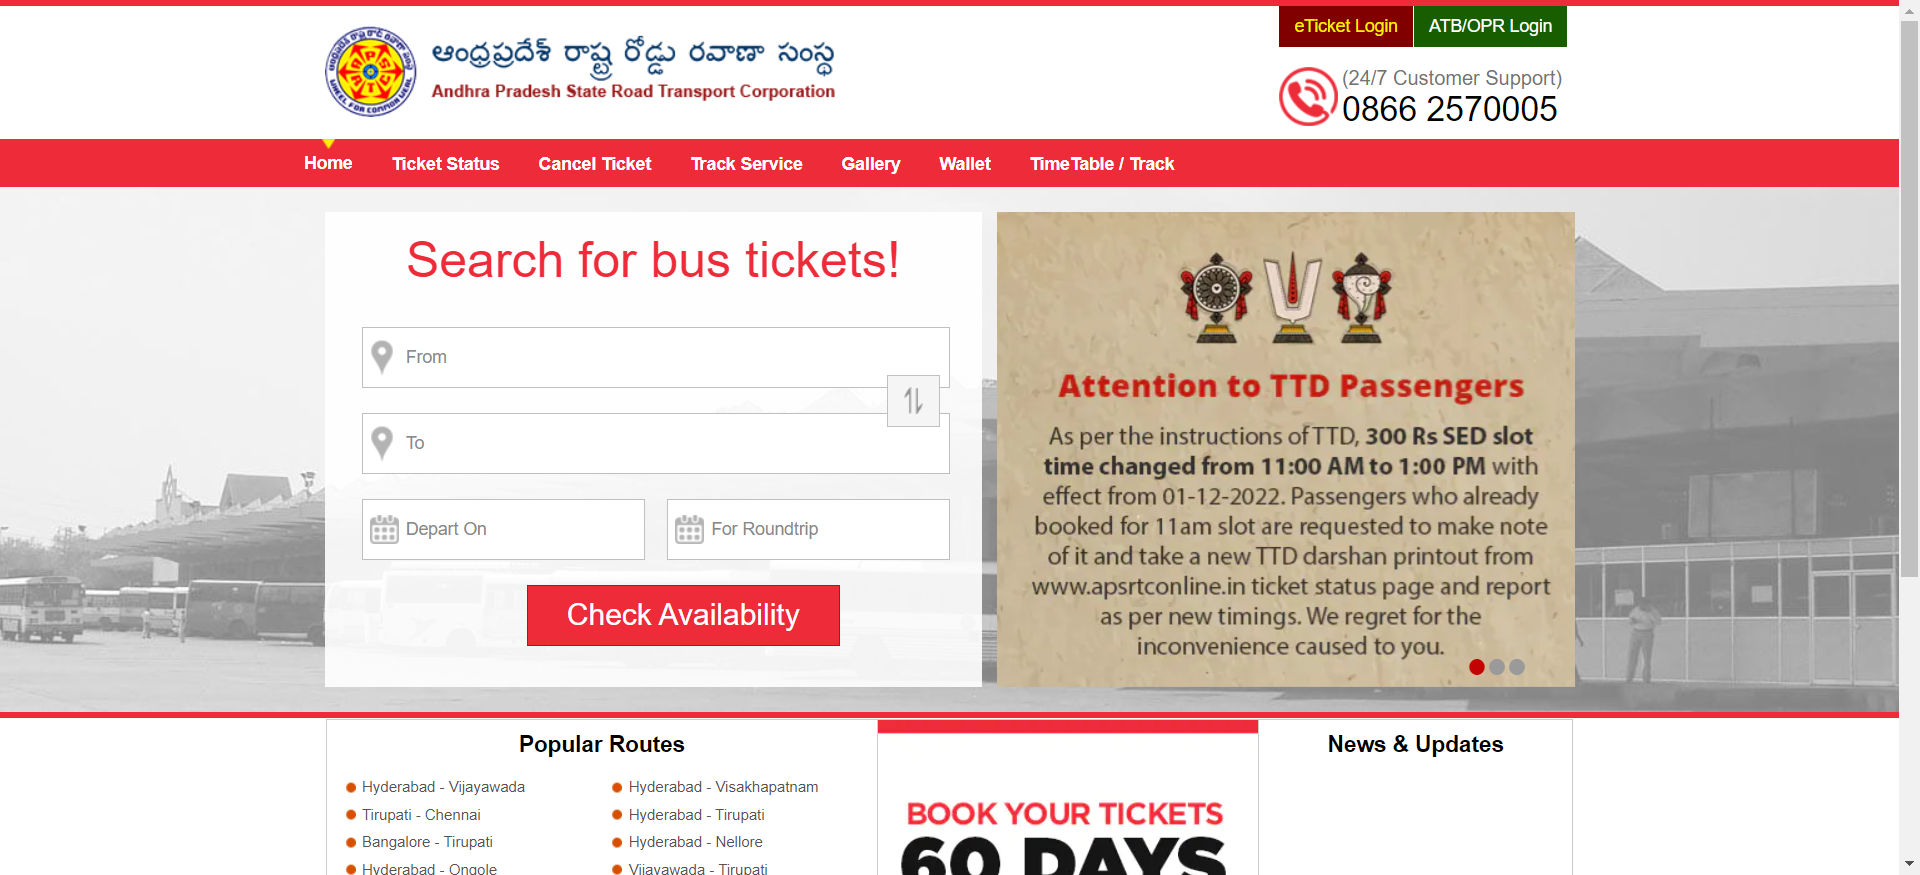 eTicket Login
ATB/OPR Login
ఆంధ్రప్రదేశ్ రాష్ట్ర రోడ్డు రవాణా సంస్థ
Andhra Pradesh State Road Transport Corporation
(24/7 Customer Support)
0866 2570005
Home
Ticket Status
Cancel Ticket
Track Service
Gallery
Wallet
TimeTable / Track
Search for bus tickets!
From
To
Depart On
For Roundtrip
Check Availability
Attention to TTD Passengers
As per the instructions of TTD, 300 Rs SED slot
time changed from 11:00 AM to 1:00 PM with
effect from 01-12-2022. Passengers who already
booked for 11am slot are requested to make note
of it and take a new TTD darshan printout from
www.apsrtconline.in ticket status page and report
as per new timings. We regret for the
inconvenience caused to you.
Popular Routes
Hyderabad - Vijayawada
Hyderabad - Visakhapatnam
Tirupati - Chennai
Hyderabad - Tirupati
Bangalore - Tirupati
Hyderabad - Nellore
Hyderabad - Ongole
Vijayawada - Tirupati
BOOK YOUR TICKETS
60 DAYS
News & Updates